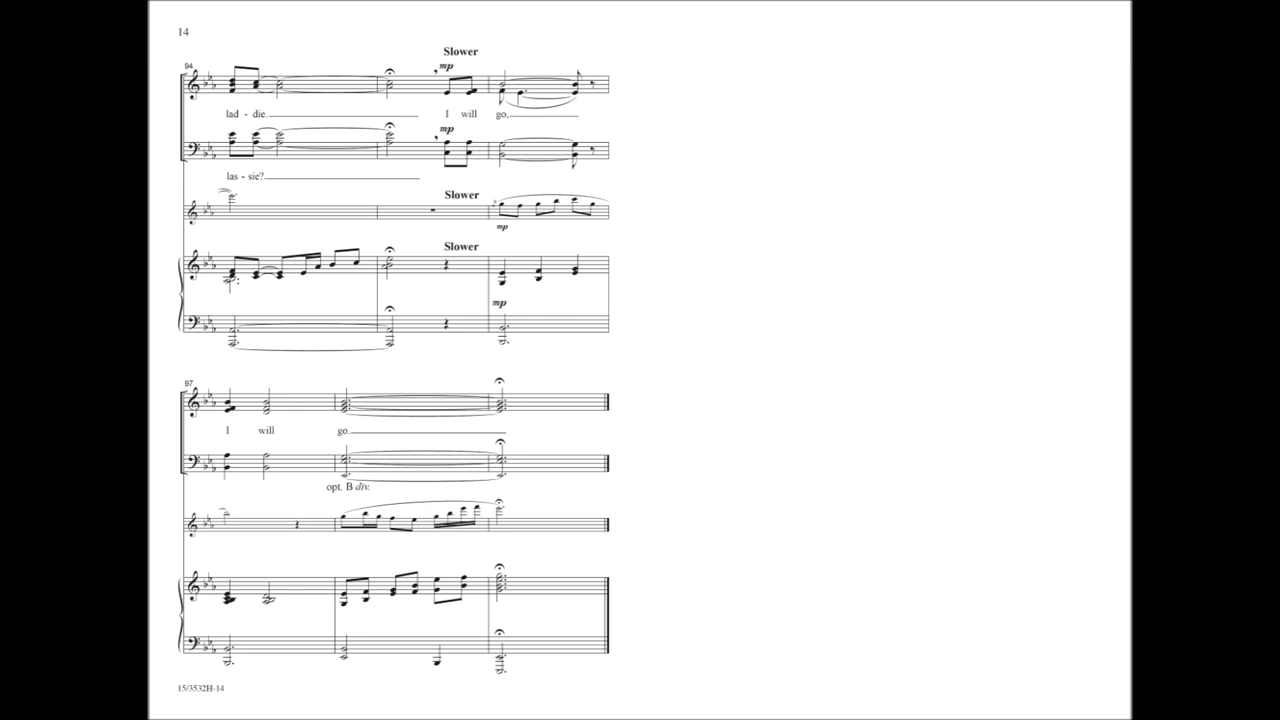 14
Slower
94
mp
lad - die. I will go,
mp
las - sie?
Slower
mp
Slower
mp
97
I will go.
opt. B div.
15/3532H-14